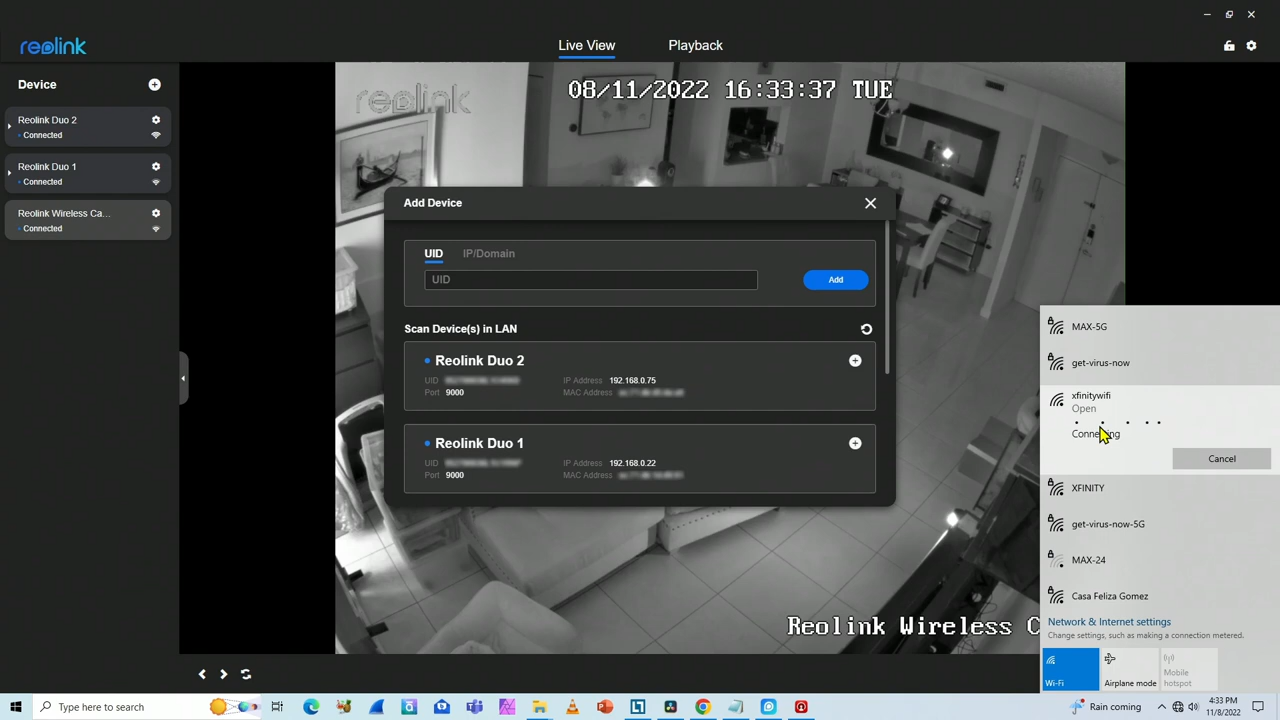 reolink
Live View
Playback
Device
Reolink Duo 2
Connected
Reolink Duo 1
Connected
Reolink Wireless Ca...
Connected
reolink
08/11/2022 16:33:37 TUE
Add Device
UID
IP/Domain
UID
Add
Scan Device(s) in LAN
Reolink Duo 2
UID
IP Address 192.168.0.75
Port 9000
MAC Address
Reolink Duo 1
UID
IP Address 192.168.0.22
Port 9000
MAC Address
Reolink Wireless C
MAX-5G
get-virus-now
xfinitywifi
Open
Connecting
Cancel
XFINITY
get-virus-now-5G
MAX-24
Casa Feliza Gomez
Network & Internet settings
Change settings, such as making a connection metered.
Wi-Fi
Airplane mode
Mobile
hotspot
Type here to search
Rain coming
4:33 PM
11/8/2022